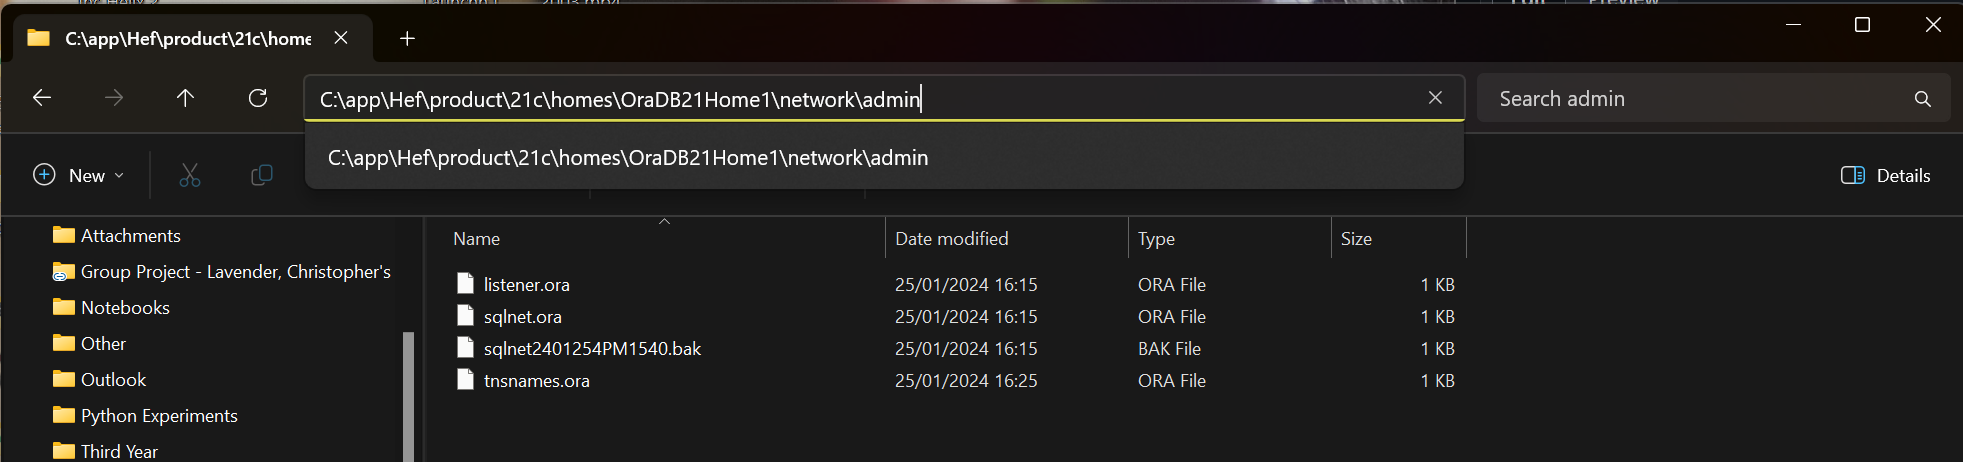 2003.mp4
Preview
C:\app\Hef\product\21c\home
C:\app\Hef\product\21c\homes\OraDB21Home1\network\admin
Search admin
C:\app\Hef\product\21c\homes\OraDB21Home1\network\admin
New
Details
Attachments
Group Project - Lavender, Christopher's
Notebooks
Other
Outlook
Python Experiments
Third Year
Name Date modified Type Size
listener.ora 25/01/2024 16:15 ORA File 1 KB
sqlnet.ora 25/01/2024 16:15 ORA File 1 KB
sqlnet2401254PM1540.bak 25/01/2024 16:15 BAK File 1 KB
tnsnames.ora 25/01/2024 16:25 ORA File 1 KB